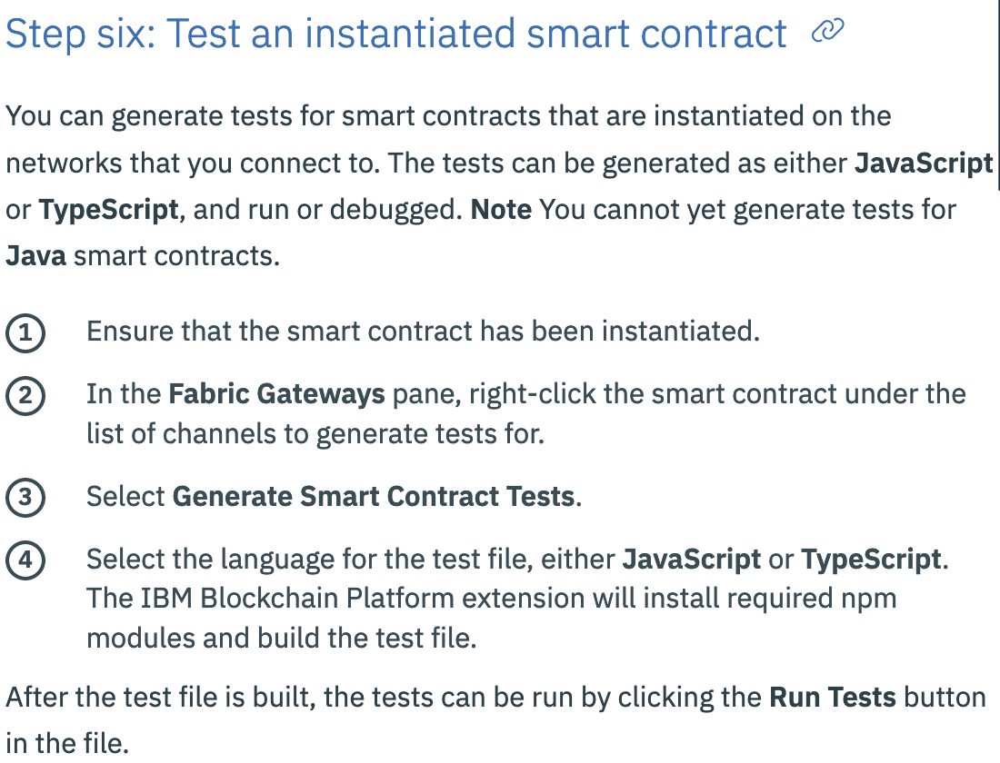 Step six: Test an instantiated smart contract
You can generate tests for smart contracts that are instantiated on the
networks that you connect to. The tests can be generated as either JavaScript
or TypeScript, and run or debugged. Note You cannot yet generate tests for
Java smart contracts.
1 Ensure that the smart contract has been instantiated.
2 In the Fabric Gateways pane, right-click the smart contract under the
list of channels to generate tests for.
3 Select Generate Smart Contract Tests.
4 Select the language for the test file, either JavaScript or TypeScript.
The IBM Blockchain Platform extension will install required npm
modules and build the test file.
After the test file is built, the tests can be run by clicking the Run Tests button
in the file.